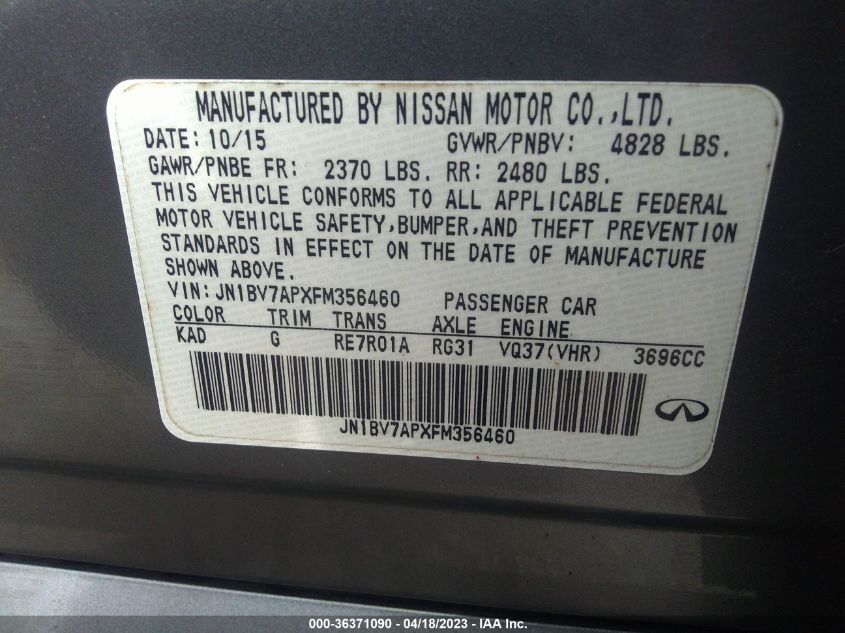 MANUFACTURED BY NISSAN MOTOR CO.,LTD.
DATE: 10/15 GVWR/PNBV: 4828 LBS.
GAWR/PNBE FR: 2370 LBS. RR: 2480 LBS.
THIS VEHICLE CONFORMS TO ALL APPLICABLE FEDERAL
MOTOR VEHICLE SAFETY,BUMPER,AND THEFT PREVENTION
STANDARDS IN EFFECT ON THE DATE OF MANUFACTURE
SHOWN ABOVE.
VIN:JN1BV7APXFM356460 PASSENGER CAR
COLOR TRIM TRANS AXLE ENGINE
KAD G RE7R01A RG31 VQ37(VHR) 3696CC
JN1BV7APXFM356460
000-36371090 - 04/18/2023 - IAA Inc.